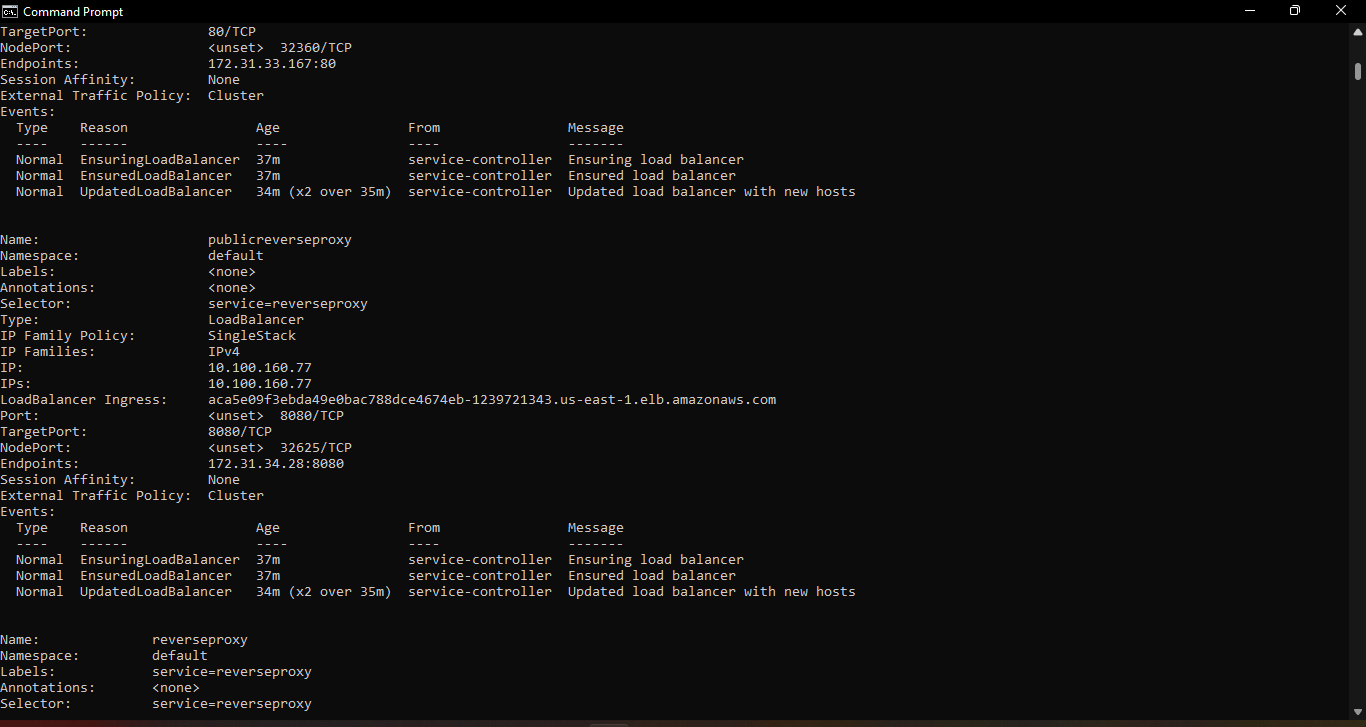 Command Prompt
TargetPort: 80/TCP
NodePort: <unset> 32360/TCP
Endpoints: 172.31.33.167:80
Session Affinity: None
External Traffic Policy: Cluster
Events:
Type Reason Age From Message
---- ------ ---- ---- -------
Normal EnsuringLoadBalancer 37m service-controller Ensuring load balancer
Normal EnsuredLoadBalancer 37m service-controller Ensured load balancer
Normal UpdatedLoadBalancer 34m (x2 over 35m) service-controller Updated load balancer with new hosts
Name: publicreverseproxy
Namespace: default
Labels: <none>
Annotations: <none>
Selector: service=reverseproxy
Type: LoadBalancer
IP Family Policy: SingleStack
IP Families: IPv4
IP: 10.100.160.77
IPs: 10.100.160.77
LoadBalancer Ingress: aca5e09f3ebda49e0bac788dce4674eb-1239721343.us-east-1.elb.amazonaws.com
Port: <unset> 8080/TCP
TargetPort: 8080/TCP
NodePort: <unset> 32625/TCP
Endpoints: 172.31.34.28:8080
Session Affinity: None
External Traffic Policy: Cluster
Events:
Type Reason Age From Message
---- ------ ---- ---- -------
Normal EnsuringLoadBalancer 37m service-controller Ensuring load balancer
Normal EnsuredLoadBalancer 37m service-controller Ensured load balancer
Normal UpdatedLoadBalancer 34m (x2 over 35m) service-controller Updated load balancer with new hosts
Name: reverseproxy
Namespace: default
Labels: service=reverseproxy
Annotations: <none>
Selector: service=reverseproxy